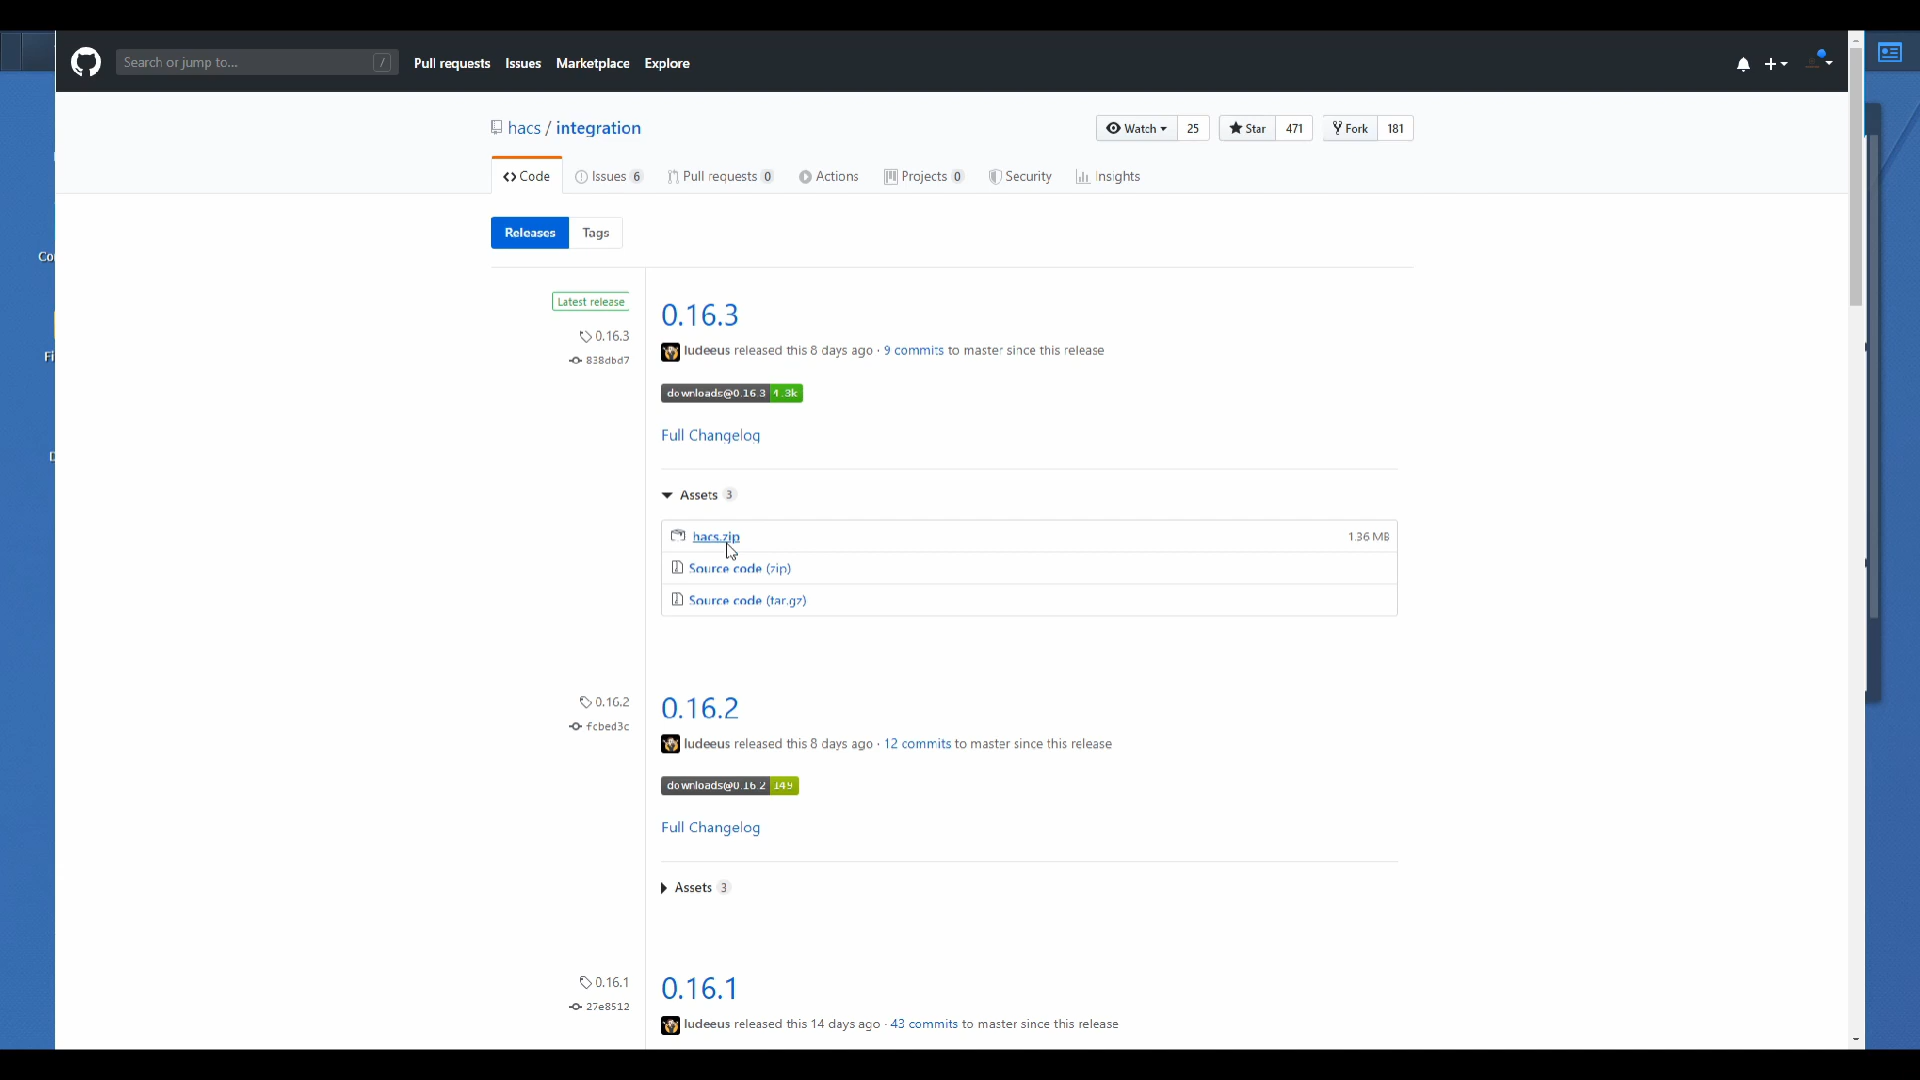 Search or jump to... / Pull requests Issues Marketplace Explore
hacs / integration Watch 25 Star 471 Fork 181
Code Issues 6 Pull requests 0 Actions Projects 0 Security Insights
Releases Tags
Co
Latest release
0.16.3
0.16.3
838dbd7
ludeeus released this 8 days ago · 9 commits to master since this release
Fi
downloads@0.16.3 1.3k
Full Changelog
Assets 3
hacs.zip 1.36 MB
Source code (zip)
Source code (tar.gz)
0.16.2
0.16.2
fcbed3c
ludeeus released this 8 days ago · 12 commits to master since this release
downloads@0.16.2 149
Full Changelog
Assets 3
0.16.1
0.16.1
27e8512
ludeeus released this 14 days ago · 43 commits to master since this release